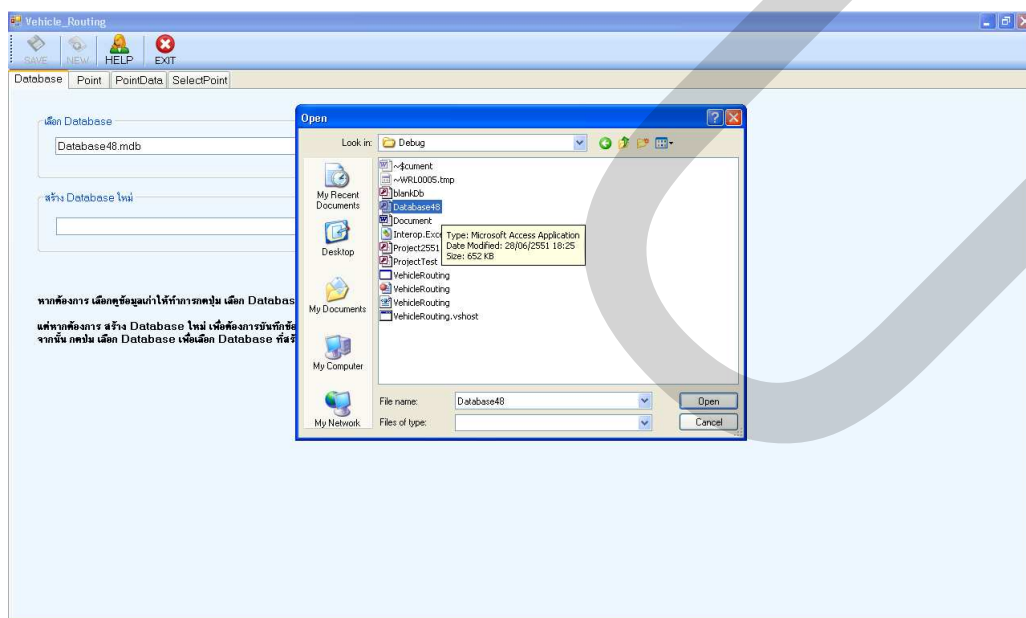 Vehicle_Routing
SAVE NEW HELP EXIT
Database Point PointData SelectPoint
เลือก Database
Database48.mdb
สร้าง Database ใหม่
หากต้องการ เลือกดูข้อมูลเก่าให้ทำการกดปุ่ม เลือก Databas
แต่หากต้องการ สร้าง Database ใหม่ เพื่อต้องการบันทึกข้อ
จากนั้น กดปุ่ม เลือก Database เพื่อเลือก Database ที่สร้
Open
Look in: Debug
My Recent Documents
Desktop
My Documents
My Computer
My Network
~$cument
~WRL0005.tmp
blankDb
Database48
Document
Interop.Exce
Project2551
ProjectTest
VehicleRouting
VehicleRouting
VehicleRouting
VehicleRouting.vshost
Type: Microsoft Access Application
Date Modified: 28/06/2551 18:25
Size: 652 KB
File name: Database48 Open
Files of type: Cancel